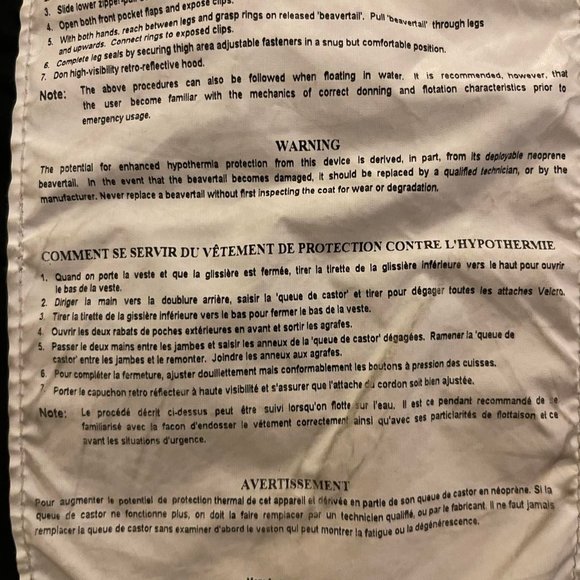 3. Slide lower zipper
4. Open both front pocket flaps and expose clips.
5. With both hands, reach between legs and grasp rings on released 'beavertail'. Pull 'beavertail' through legs
and upwards. Connect rings to exposed clips.
6. Complete leg seals by securing thigh area adjustable fasteners in a snug but comfortable position.
7. Don high-visibility retro-reflective hood.
Note: The above procedures can also be followed when floating in water. It is recommended, however, that
the user become familiar with the mechanics of correct donning and flotation characteristics prior to
emergency usage.
WARNING
The potential for enhanced hypothermia protection from this device is derived, in part, from its deployable neoprene
beavertail. In the event that the beavertail becomes damaged, it should be replaced by a qualified technician, or by the
manufacturer. Never replace a beavertail without first inspecting the coat for wear or degradation.
COMMENT SE SERVIR DU VÊTEMENT DE PROTECTION CONTRE L'HYPOTHERMIE
1. Quand on porte la veste et que la glissière est fermée, tirer la tirette de la glissière inférieure vers le haut pour ouvrir
le bas de la veste.
2. Diriger la main vers la doublure arrière, saisir la 'queue de castor' et tirer pour dégager toutes les attaches Velcro.
3. Tirer la tirette de la gissière inférieure vers le bas pour fermer le bas de la veste.
4. Ouvrir les deux rabats de poches extérieures en avant et sortir les agrafes.
5. Passer le deux mains entre les jambes et saisir les anneux de la 'queue de castor' dégagées. Ramener la 'queue de
castor' entre les jambes et le remonter. Joindre les anneux aux agrafes.
6. Pour compléter la fermeture, ajuster douillettement mais conformablement les boutons à pression des cuisses.
7. Porter le capuchon retro réflecteur à haute visibilité et s'assurer que l'attache du cordon soit bien ajustée.
Note: Le procédé décrit ci-dessus peut être suivi lorsqu'on flotte sur l'eau. Il est ce pendant recommandé de se
familiarisé avec la facon d'endosser le vêtement correctement ainsi qu'avec ses particlarités de flottaison et ce
avant les situations d'urgence.
AVERTISSEMENT
Pour augmenter le potentiel de protection thermal de cet appareil et dérivée en partie de son queue de castor en néoprène. Si la
queue de castor ne fonctionne plus, on doit la faire remplacer par un technicien qualifié, ou par le fabricant. Il ne faut jamais
remplacer la queue de castor sans examiner d'abord le veston qui peut montrer la fatigue ou la dégénérescence.